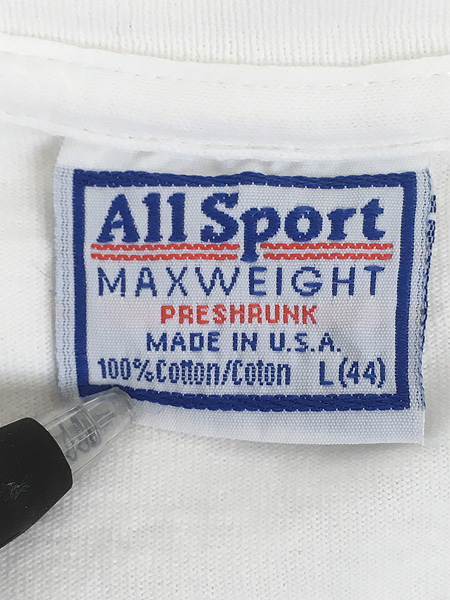 All Sport
MAXWEIGHT
PRESHRUNK
MADE IN U.S.A.
100% Cotton/Coton L (44)